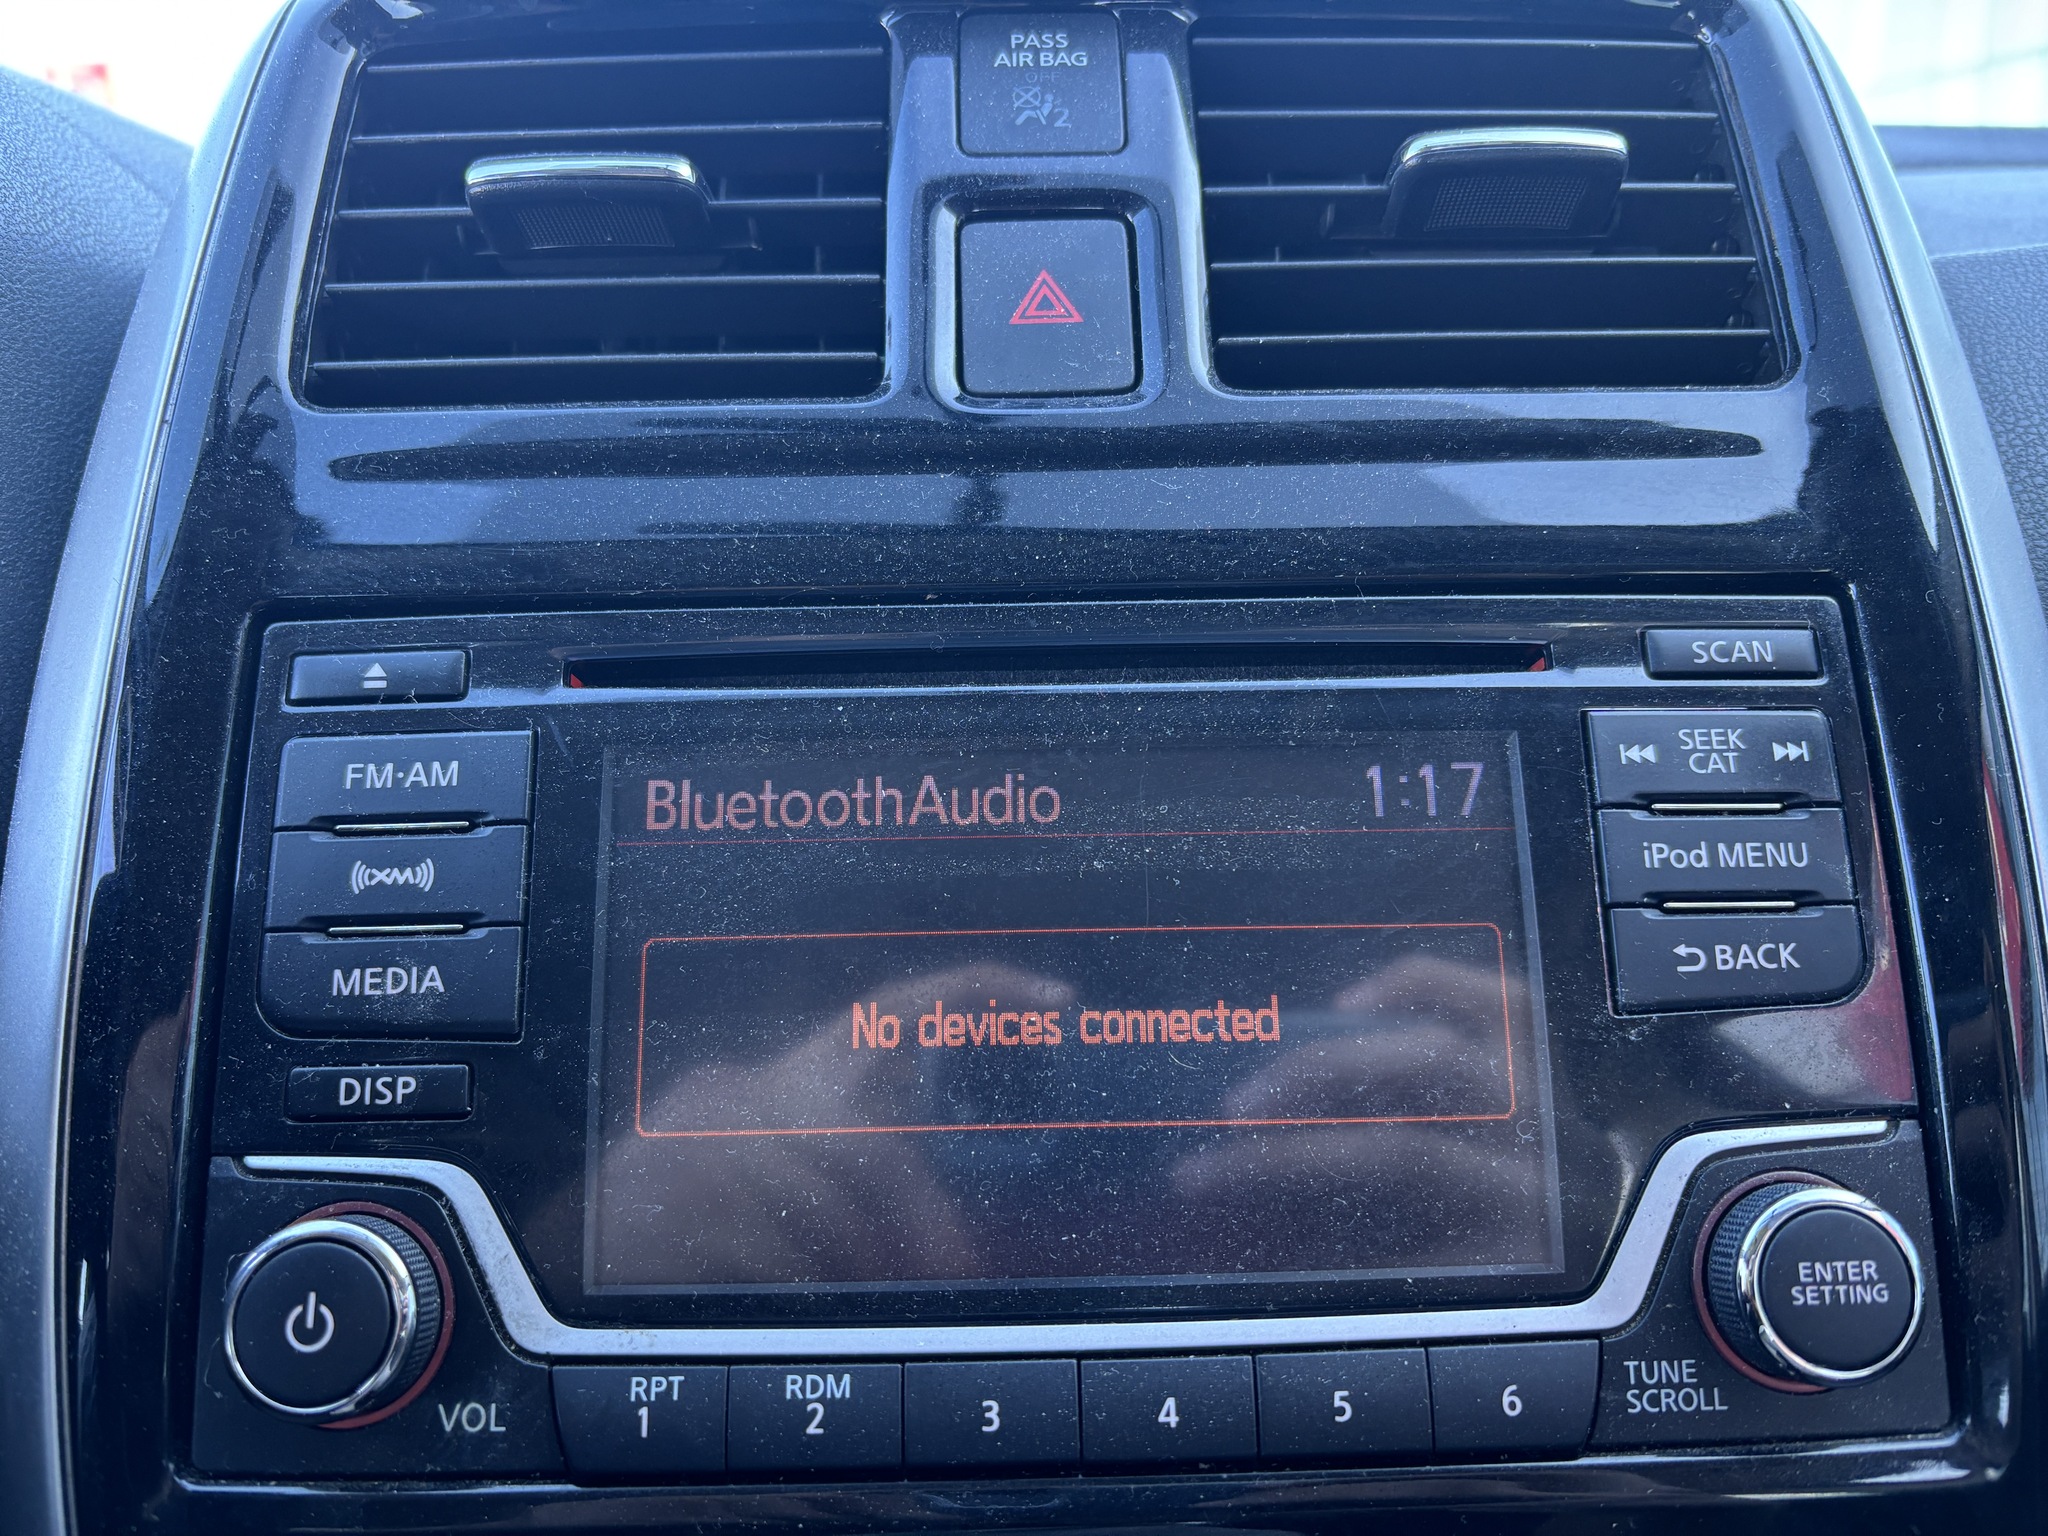 PASS
AIR BAG
OFF
2
SCAN
FM·AM
SEEK
CAT
BluetoothAudio 1:17
XM
iPod MENU
MEDIA
BACK
No devices connected
DISP
ENTER
SETTING
VOL
RPT
1
RDM
2
3
4
5
6
TUNE
SCROLL